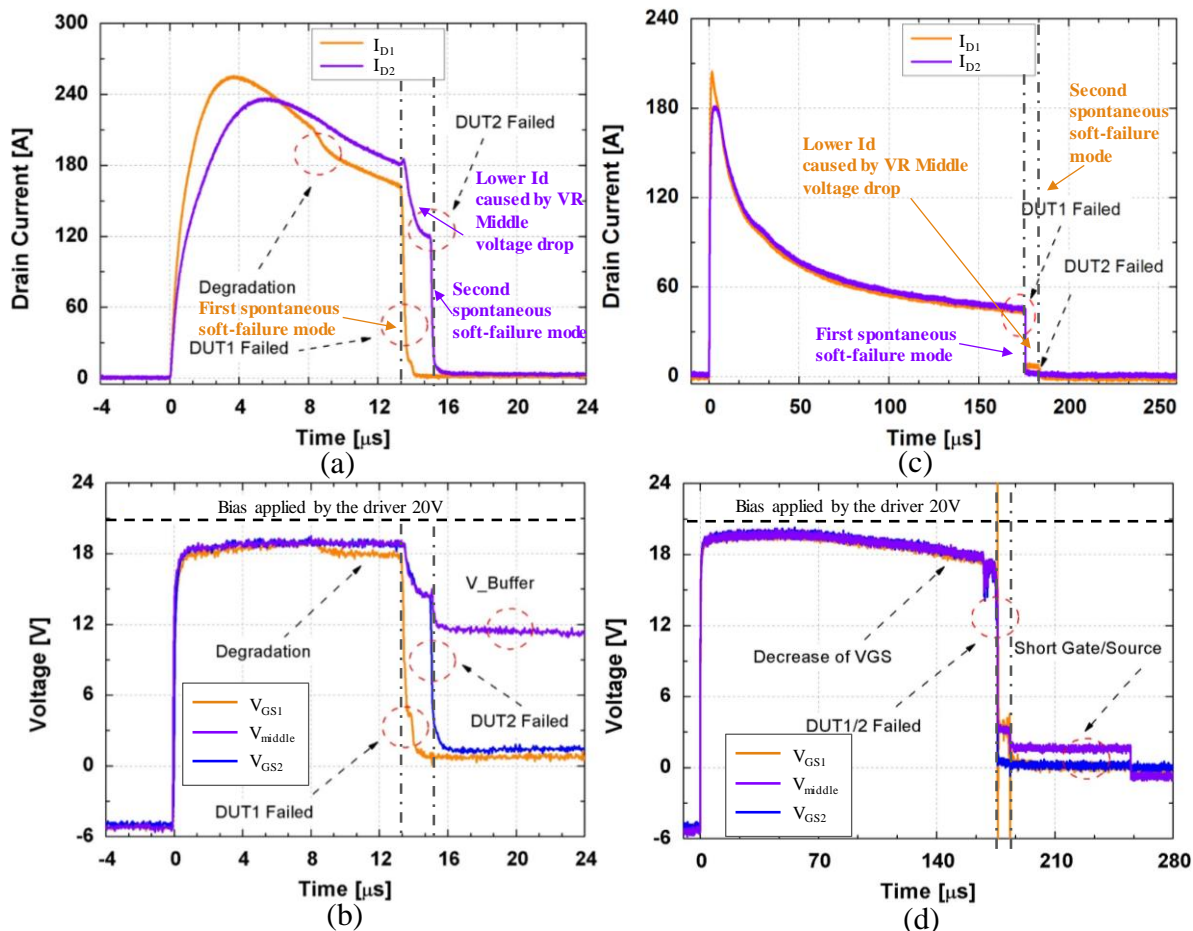 300
240
180
120
60
0
Drain Current [A]
I_D1
I_D2
DUT2 Failed
Lower Id
caused by VR
Middle
voltage drop
Degradation
First spontaneous
soft-failure mode
DUT1 Failed
Second
spontaneous
soft-failure mode
-4 0 4 8 12 16 20 24
Time [μs]
(a)
240
180
120
60
0
Drain Current [A]
I_D1
I_D2
Second
spontaneous
soft-failure
mode
Lower Id
caused by VR Middle
voltage drop
DUT1 Failed
DUT2 Failed
First spontaneous
soft-failure mode
0 50 100 150 200 250
Time [μs]
(c)
24
18
12
6
0
-6
Voltage [V]
Bias applied by the driver 20V
V_Buffer
Degradation
V_GS1
V_middle
V_GS2
DUT2 Failed
DUT1 Failed
-4 0 4 8 12 16 20 24
Time [μs]
(b)
24
18
12
6
0
-6
Voltage [V]
Bias applied by the driver 20V
Decrease of VGS
Short Gate/Source
DUT1/2 Failed
V_GS1
V_middle
V_GS2
0 70 140 210 280
Time [μs]
(d)